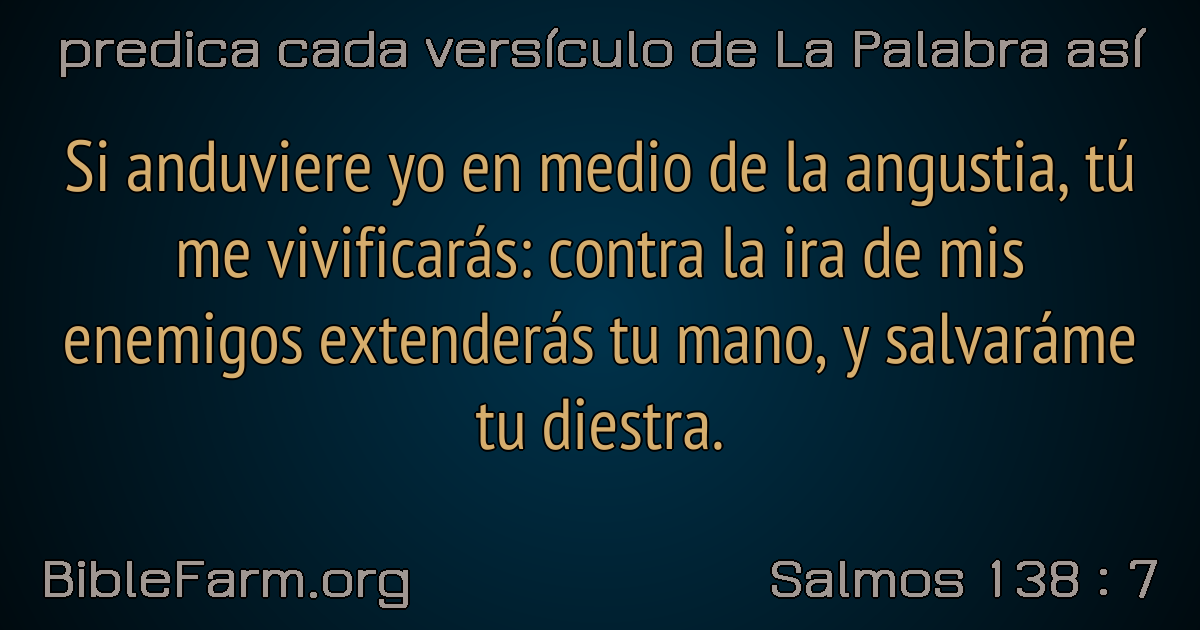 predica cada versículo de La Palabra así
Si anduviere yo en medio de la angustia, tú
me vivificarás: contra la ira de mis
enemigos extenderás tu mano, y salvaráme
tu diestra.
BibleFarm.org
Salmos 138 : 7